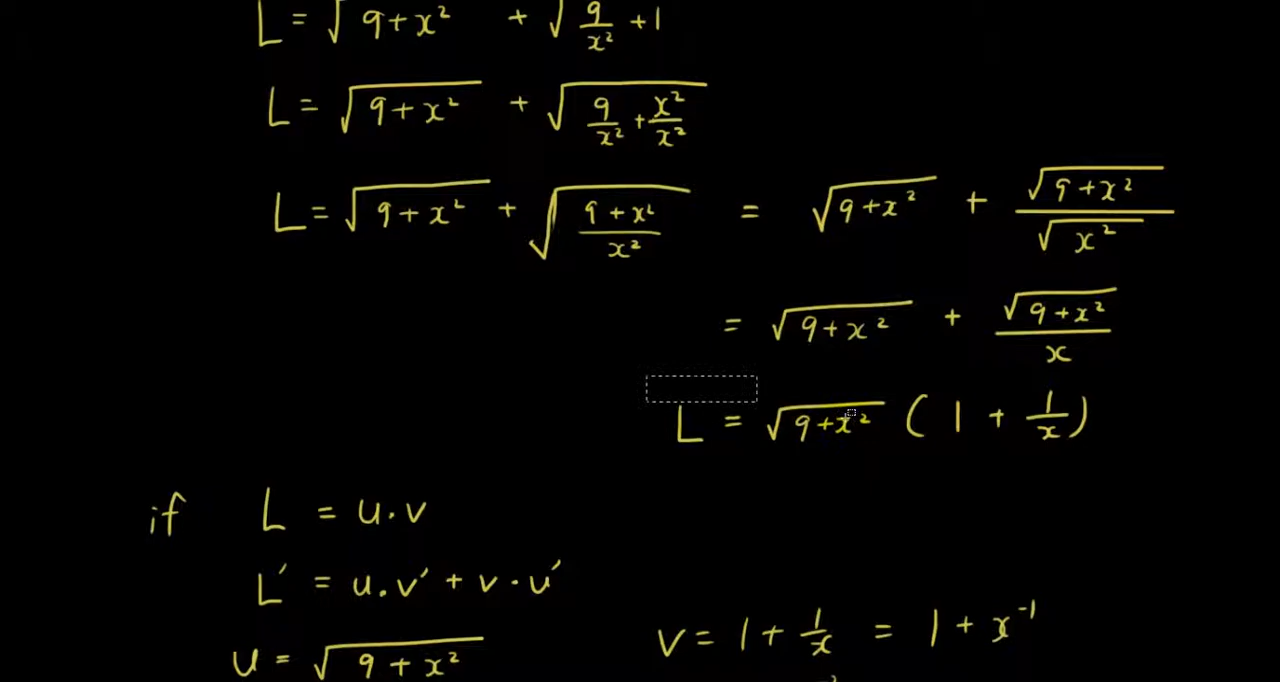 L = √(9+x²) + √(9/x² + 1)
L = √(9+x²) + √(9/x² + x²/x²)
L = √(9+x²) + √((9+x²)/x²) = √(9+x²) + √(9+x²)/√(x²)
= √(9+x²) + √(9+x²)/x
L = √(9+x²) (1 + 1/x)
if L = u.v
L′ = u.v′ + v.u′
v = 1 + 1/x = 1 + x⁻¹
u = √(9+x²)